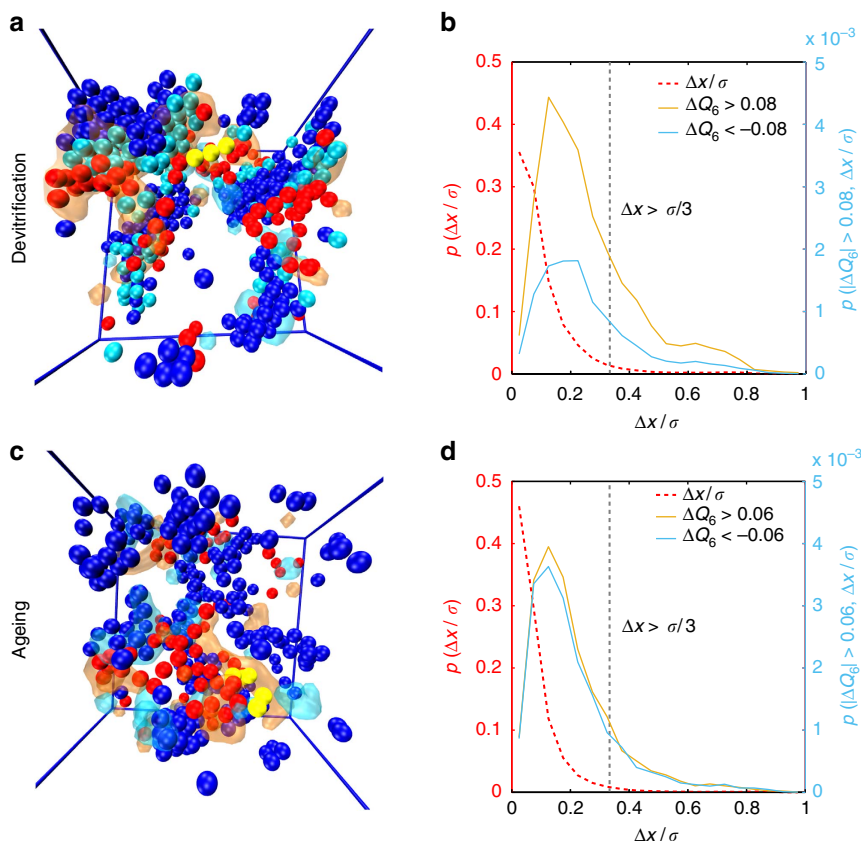 a
Devitrification
b
× 10⁻³
0.5
0.4
0.3
0.2
0.1
0
p (Δx / σ)
5
4
3
2
1
0
p (|ΔQ₆| > 0.08, Δx / σ)
Δx/σ
ΔQ₆ > 0.08
ΔQ₆ < –0.08
Δx > σ/3
0 0.2 0.4 0.6 0.8 1
Δx / σ
c
Ageing
d
× 10⁻³
0.5
0.4
0.3
0.2
0.1
0
p (Δx / σ)
5
4
3
2
1
0
p (|ΔQ₆| > 0.06, Δx / σ)
Δx/σ
ΔQ₆ > 0.06
ΔQ₆ < –0.06
Δx > σ/3
0 0.2 0.4 0.6 0.8 1
Δx / σ